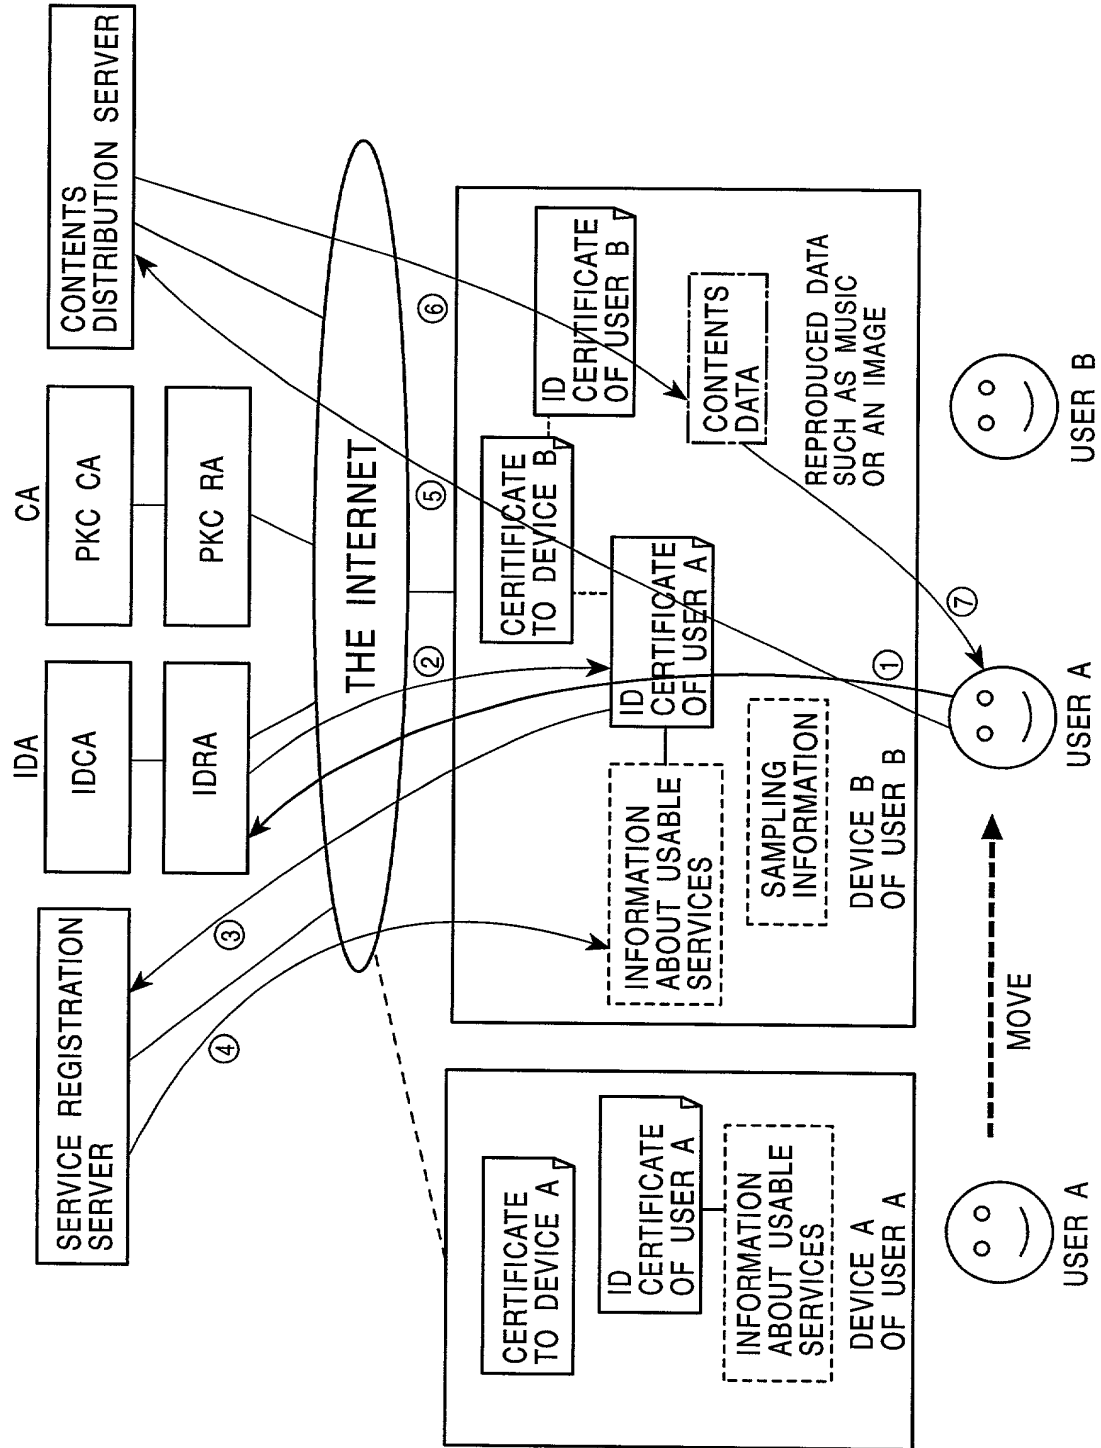 SERVICE REGISTRATION
SERVER
IDA
IDCA
IDRA
CA
PKC CA
PKC RA
CONTENTS
DISTRIBUTION SERVER
THE INTERNET
③
④
②
⑤
⑥
CERTIFICATE
TO DEVICE A
ID
CERTIFICATE
OF USER A
INFORMATION
ABOUT USABLE
SERVICES
DEVICE A
OF USER A
CERITIFICATE
TO DEVICE B
ID
CERTIFICATE
OF USER B
ID
CERTIFICATE
OF USER A
INFORMATION
ABOUT USABLE
SERVICES
SAMPLING
INFORMATION
DEVICE B
OF USER B
CONTENTS
DATA
REPRODUCED DATA
SUCH AS MUSIC
OR AN IMAGE
①
⑦
USER A
MOVE
USER A
USER B